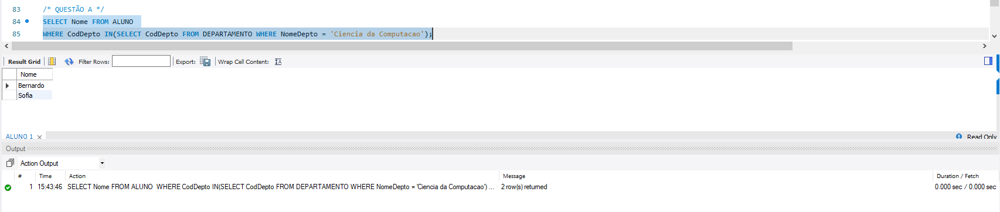 83 /* QUESTÃO A */
84 SELECT Nome FROM ALUNO
85 WHERE CodDepto IN(SELECT CodDepto FROM DEPARTAMENTO WHERE NomeDepto = 'Ciencia da Computacao');
Result Grid Filter Rows: Export: Wrap Cell Content: IA
Nome
Bernardo
Sofia
ALUNO 1 × Read Only
Output
Action Output
# Time Action Message Duration / Fetch
1 15:43:46 SELECT Nome FROM ALUNO WHERE CodDepto IN(SELECT CodDepto FROM DEPARTAMENTO WHERE NomeDepto = 'Ciencia da Computacao') ... 2 row(s) returned 0.000 sec / 0.000 sec